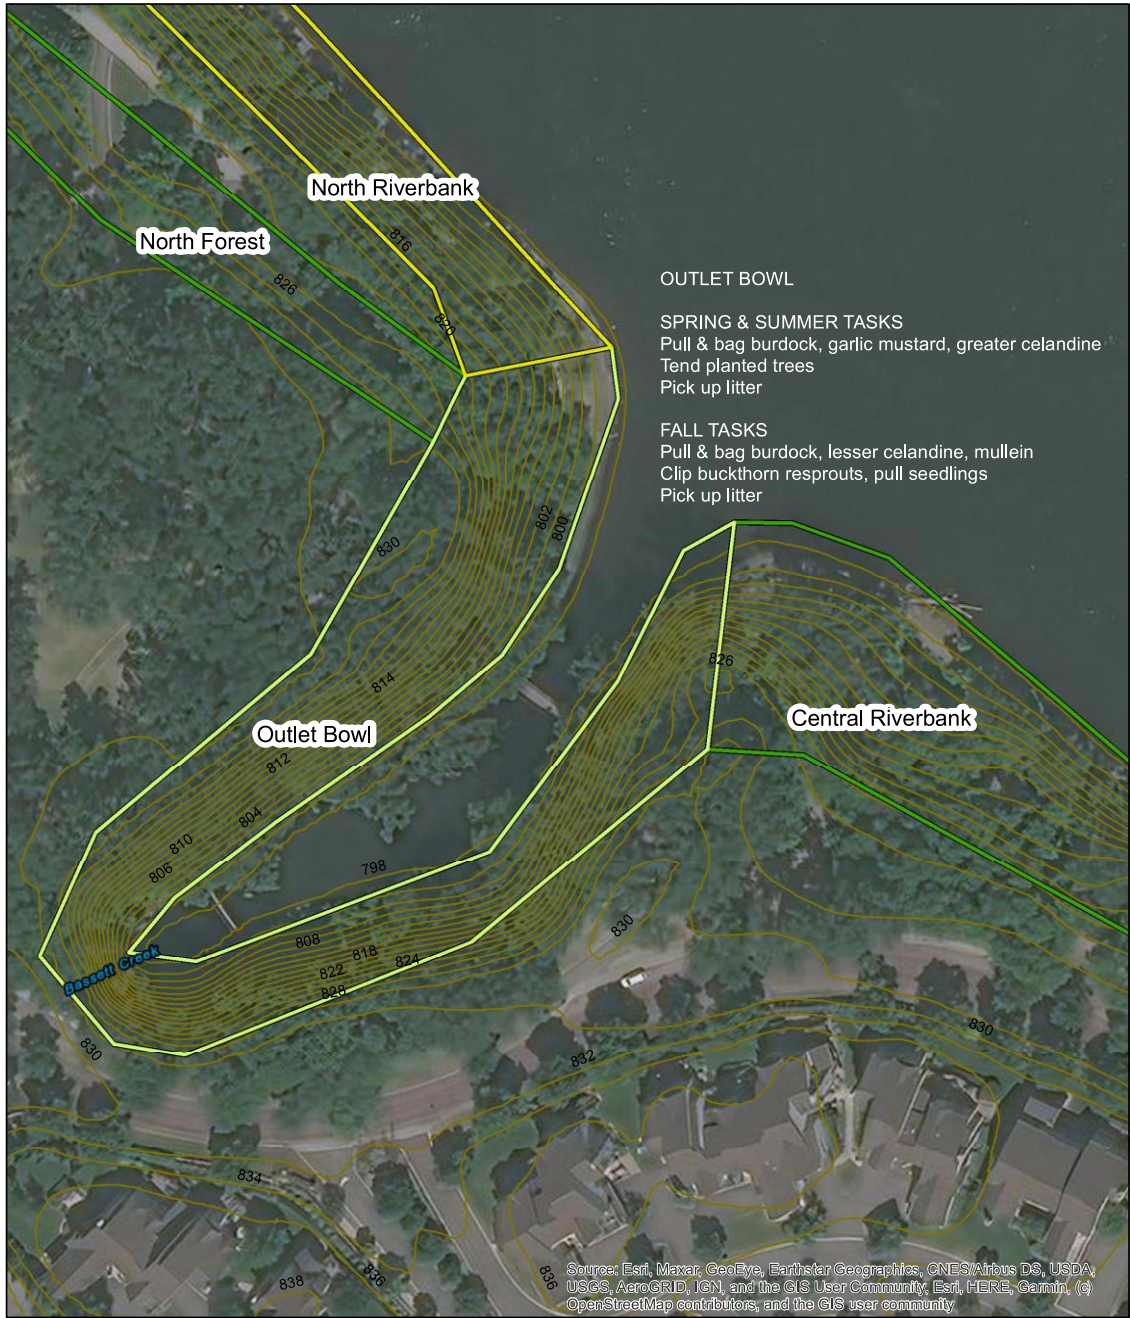 North Riverbank
816
North Forest
826
820
OUTLET BOWL
SPRING & SUMMER TASKS
Pull & bag burdock, garlic mustard, greater celandine
Tend planted trees
Pick up litter
FALL TASKS
Pull & bag burdock, lesser celandine, mullein
Clip buckthorn resprouts, pull seedlings
Pick up litter
802
800
830
826
814
Central Riverbank
Outlet Bowl
812
804
810
806
798
830
808
818
824
822
828
Bassett Creek
830
830
832
834
836
838
836
Source: Esri, Maxar, GeoEye, Earthstar Geographics, CNES/Airbus DS, USDA,
USGS, AeroGRID, IGN, and the GIS User Community, Esri, HERE, Garmin, (c)
OpenStreetMap contributors, and the GIS user community